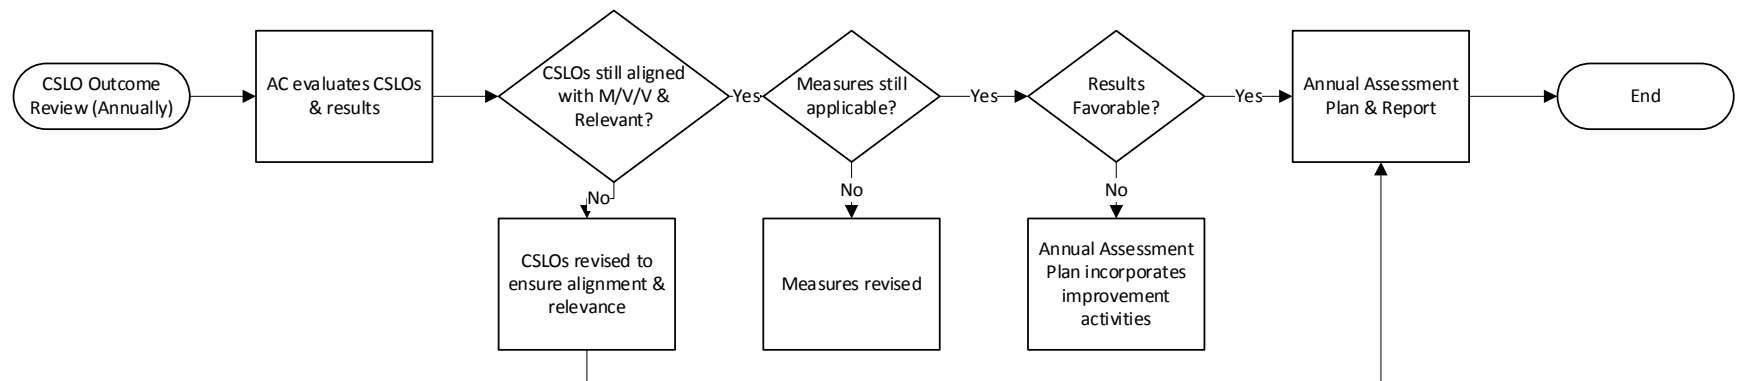 CSLO Outcome
Review (Annually)
AC evaluates CSLOs
& results
CSLOs still aligned
with M/V/V &
Relevant?
Yes
Measures still
applicable?
Yes
Results
Favorable?
Yes
Annual Assessment
Plan & Report
End
No
No
No
CSLOs revised to
ensure alignment &
relevance
Measures revised
Annual Assessment
Plan incorporates
improvement
activities